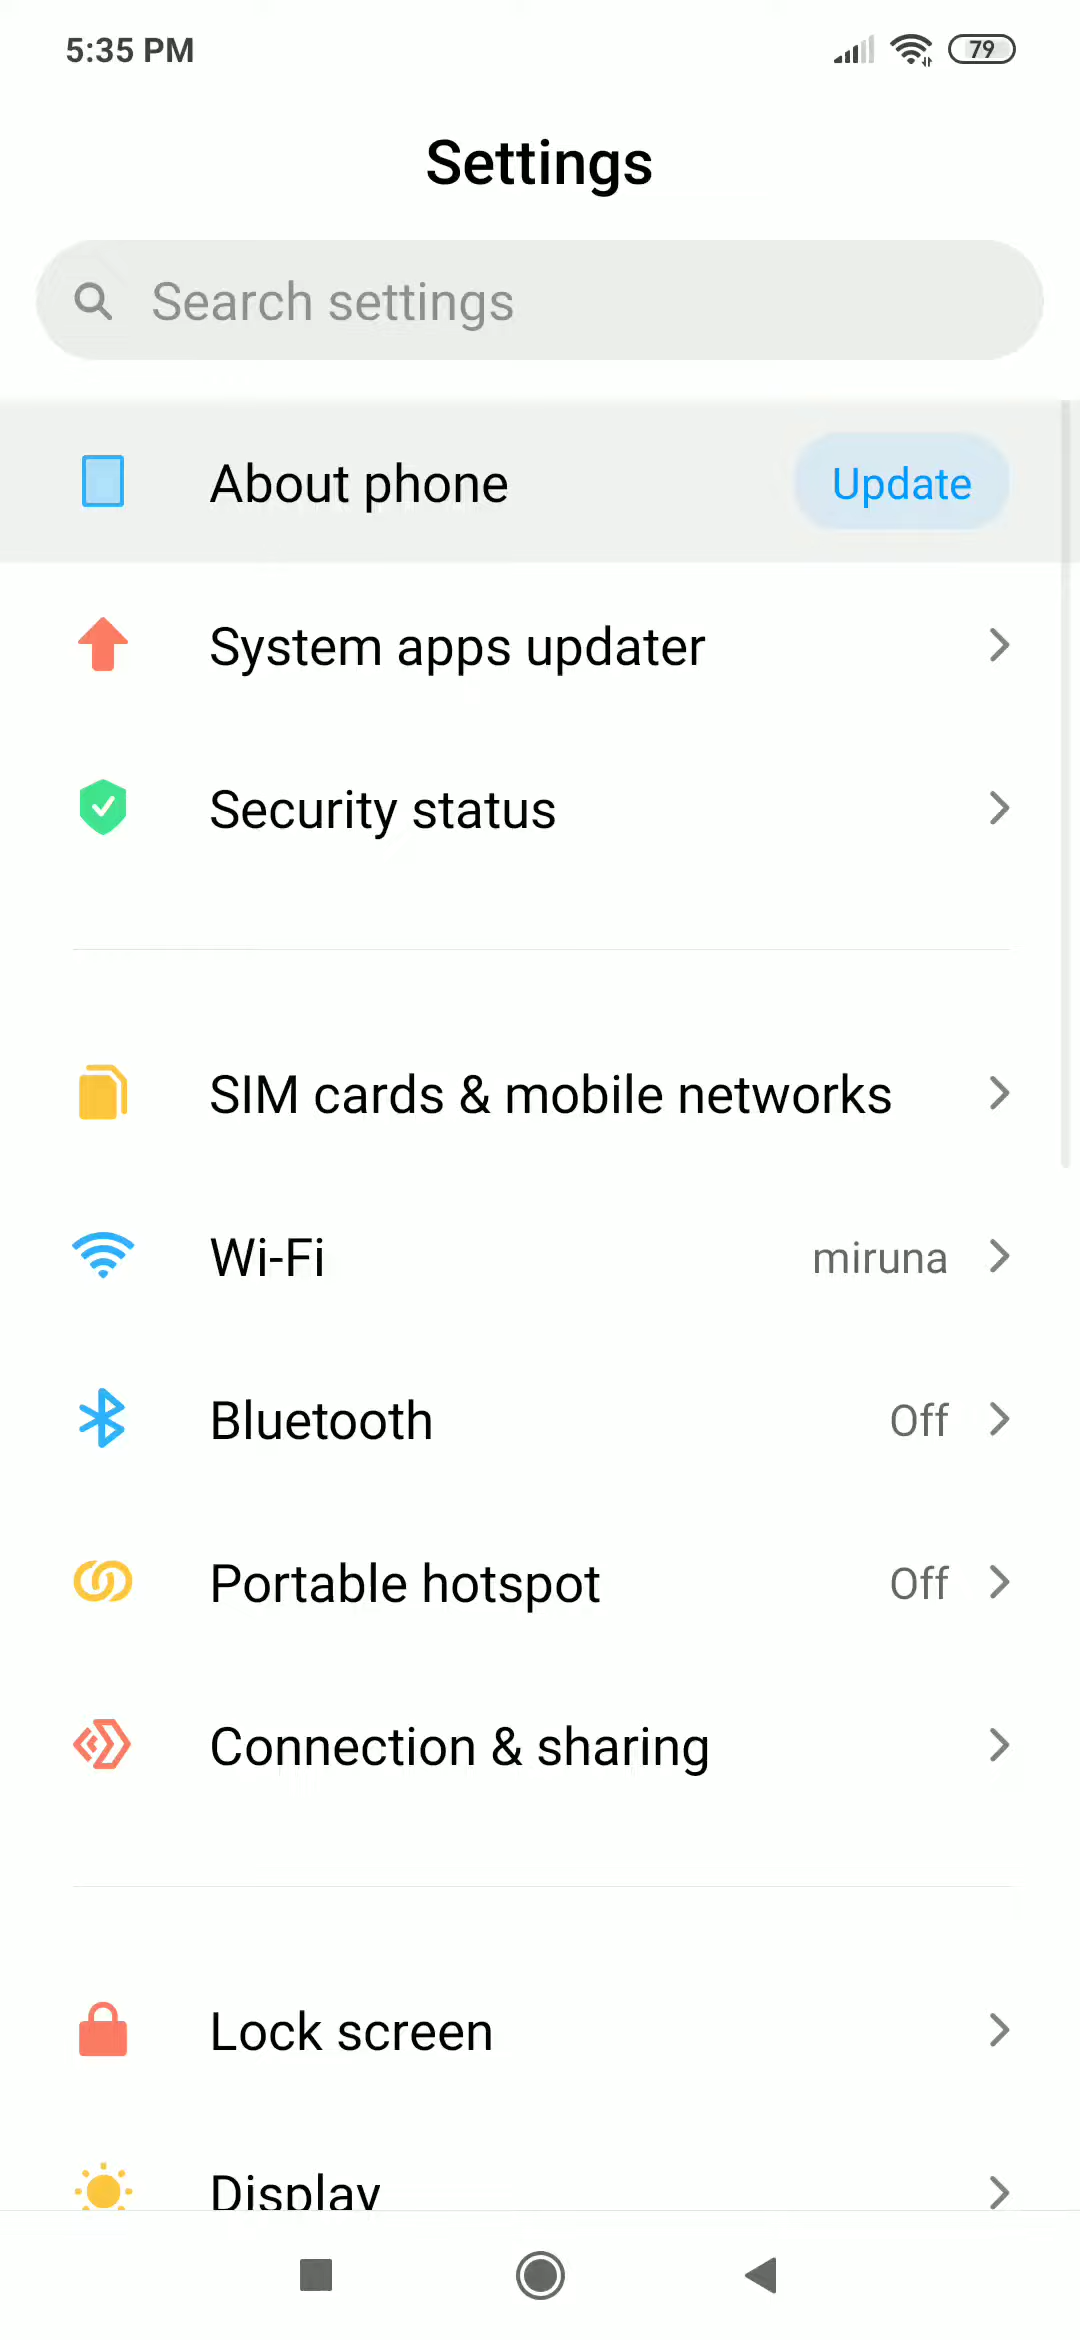 5:35 PM
79
Settings
Search settings
About phone
Update
System apps updater
Security status
SIM cards & mobile networks
Wi-Fi
miruna
Bluetooth
Off
Portable hotspot
Off
Connection & sharing
Lock screen
Display